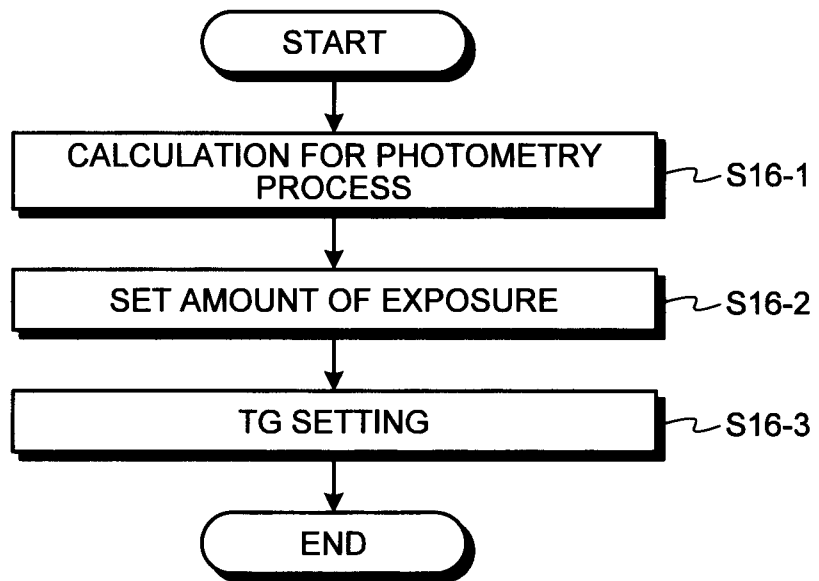 START
CALCULATION FOR PHOTOMETRY
PROCESS
S16-1
SET AMOUNT OF EXPOSURE
S16-2
TG SETTING
S16-3
END